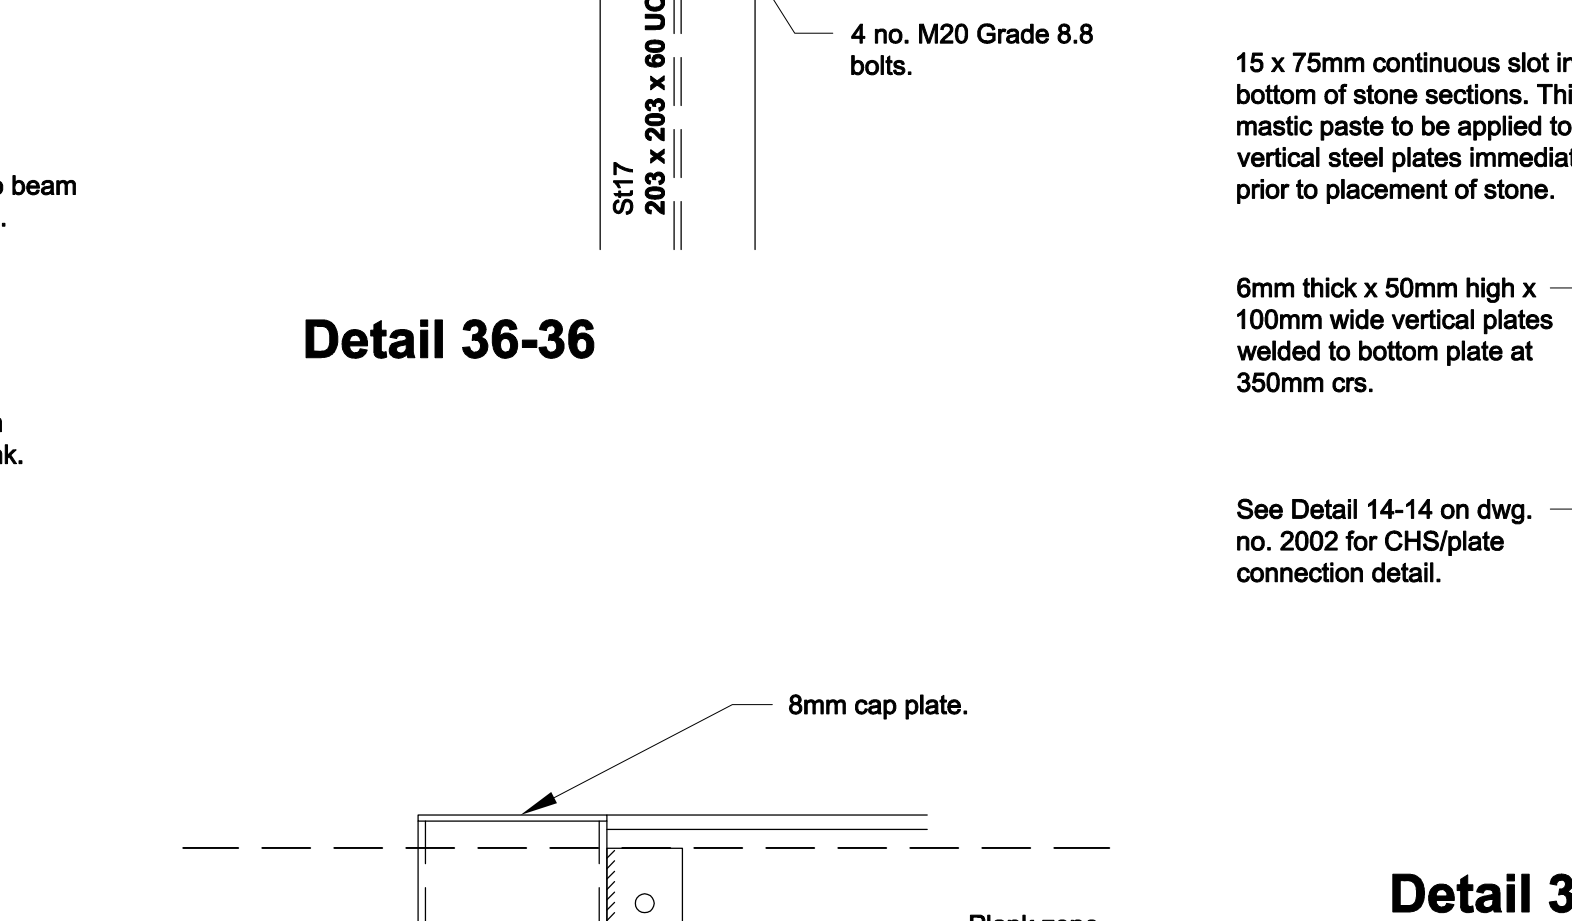 4 no. M20 Grade 8.8
bolts.
St17
203 x 203 x 60 UC
beam
.
15 x 75mm continuous slot
bottom of stone sections.
mastic paste to be applied to
vertical steel plates
prior to placement of stone.
6mm thick x 50mm high x
100mm wide vertical plates
welded to bottom plate at
350mm crs.
Detail 36-36
See Detail 14-14 on dwg.
no. 2002 for CHS/plate
connection detail.
8mm cap plate.
Detail 3
Plank zone